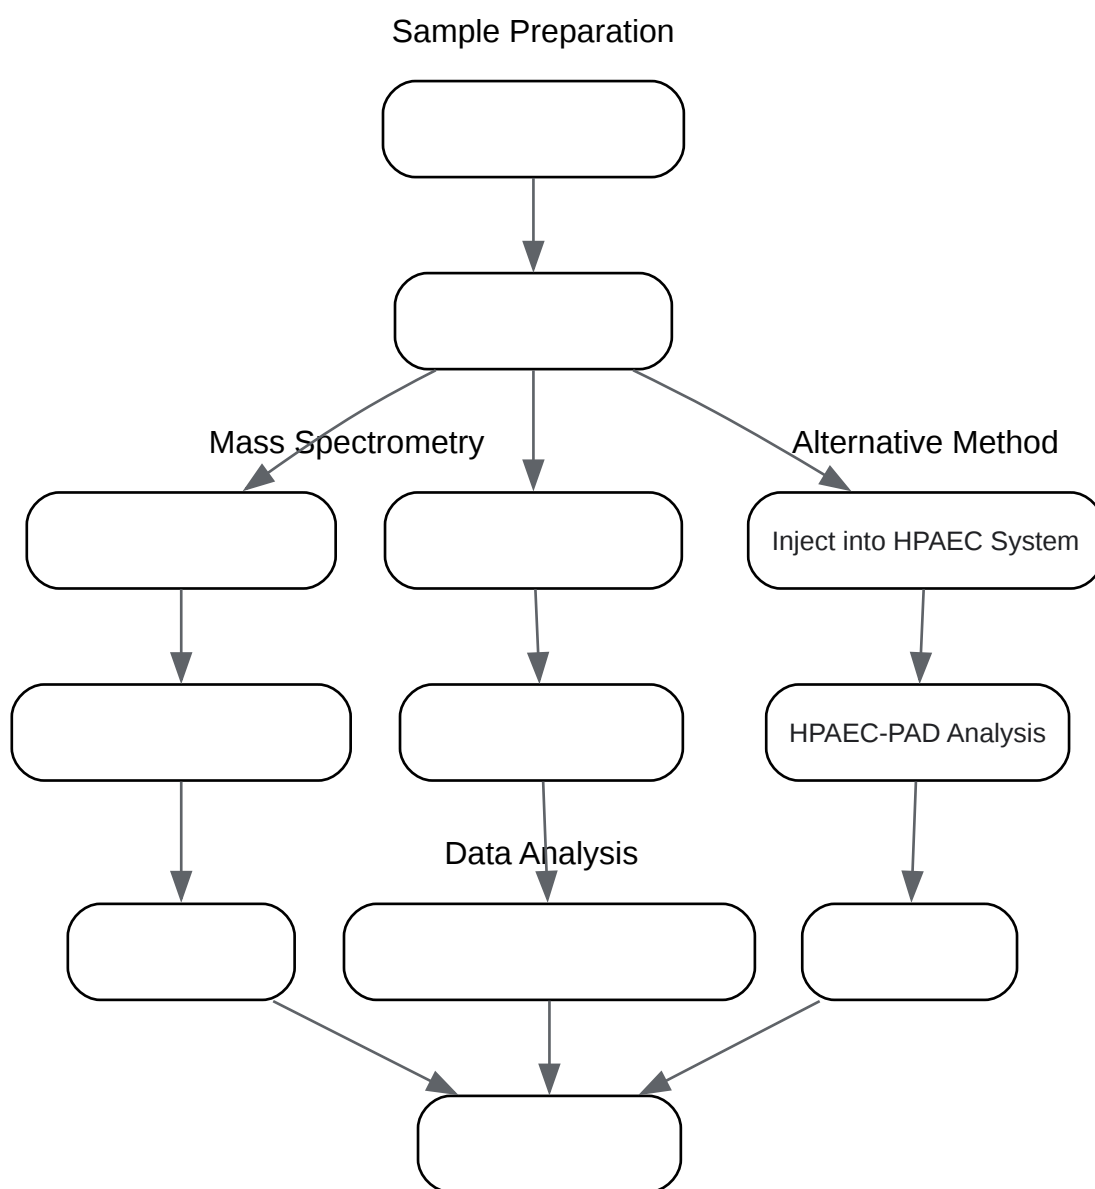 Sample Preparation
Mass Spectrometry
Alternative Method
Inject into HPAEC System
HPAEC-PAD Analysis
Data Analysis